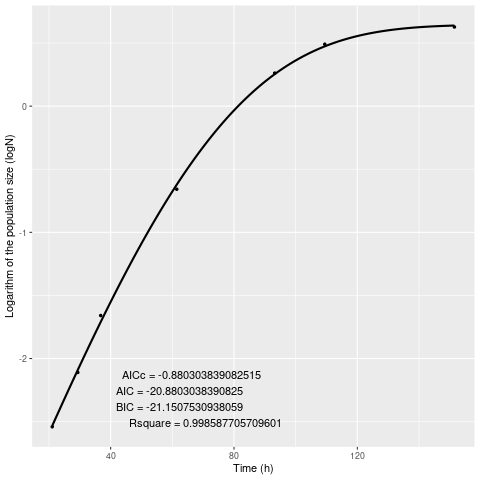 Logarithm of the population size (logN)
0
-1
-2
AICc = -0.880303839082515
AIC = -20.8803038390825
BIC = -21.1507530938059
Rsquare = 0.998587705709601
40
80
120
Time (h)